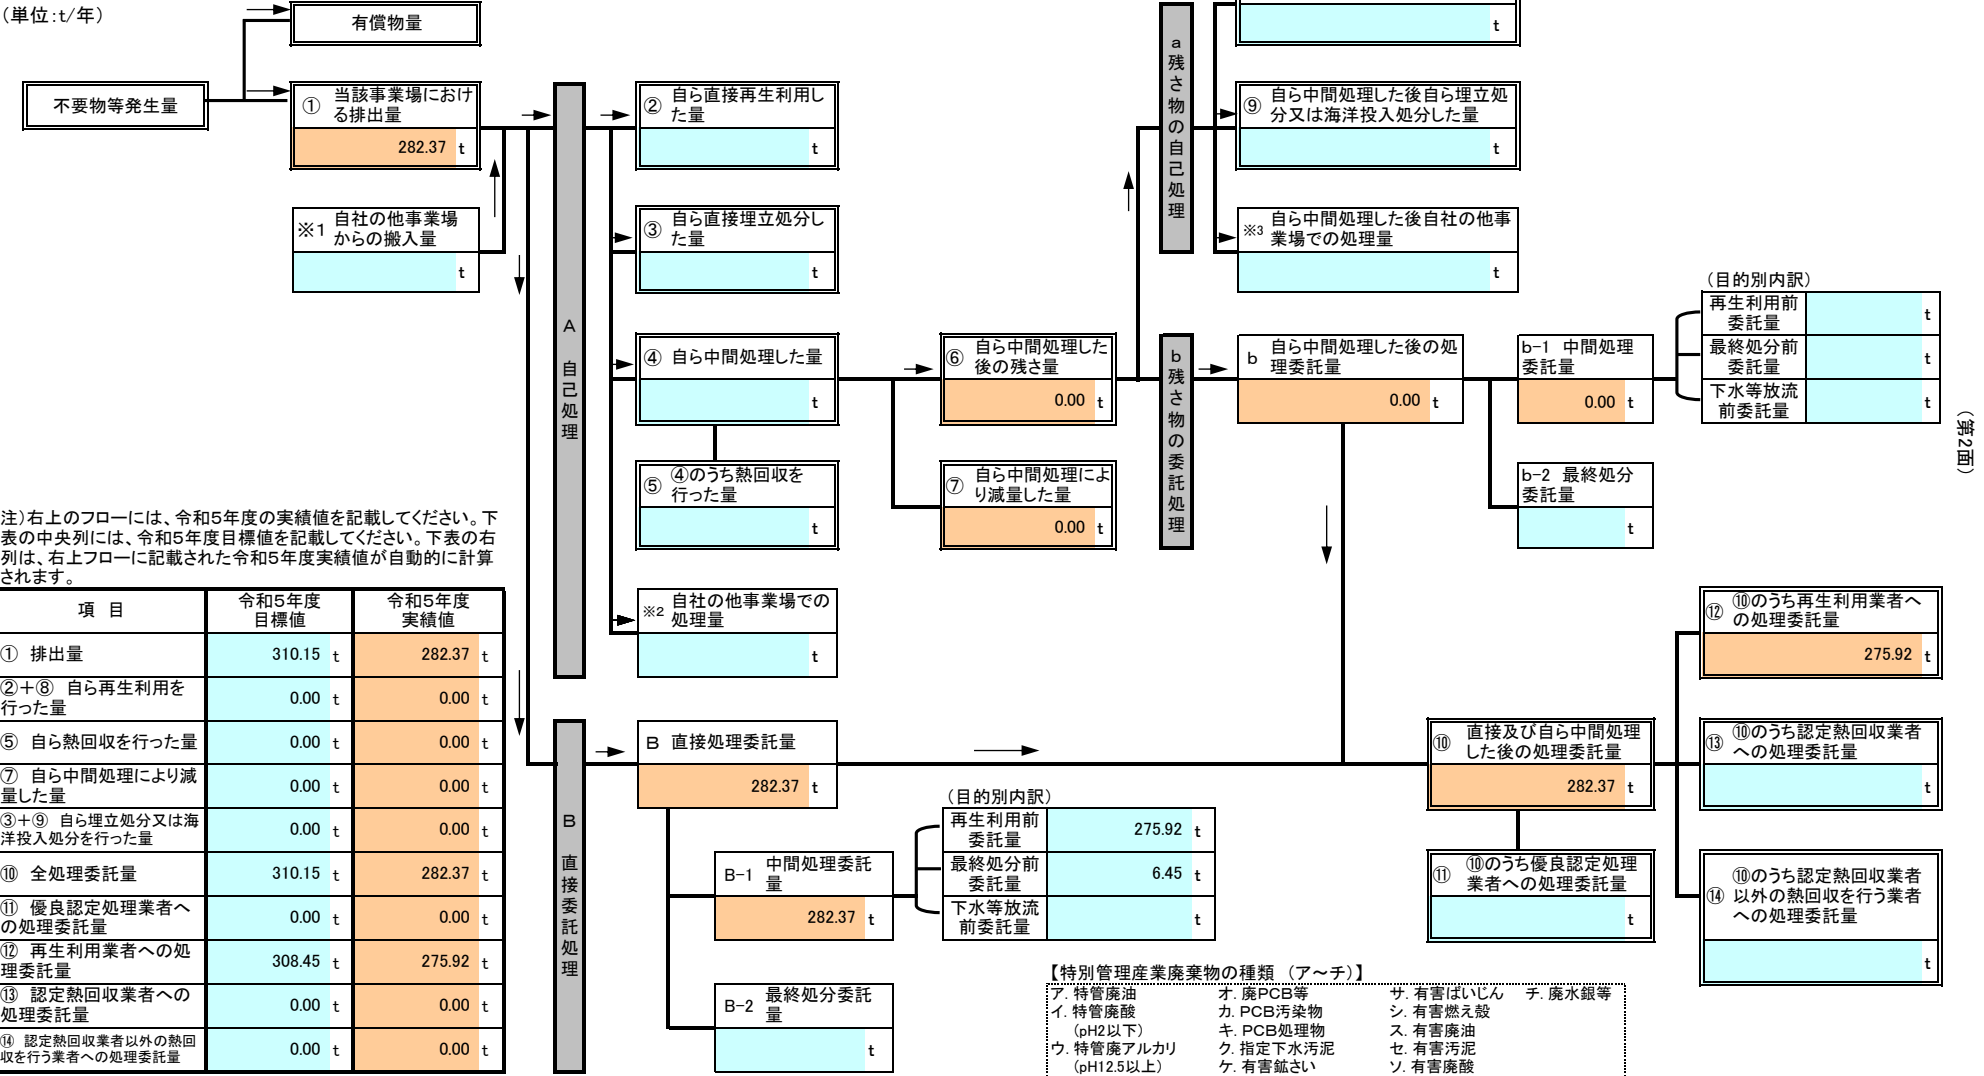 (単位:t/年)
有償物量
不要物等発生量
① 当該事業場におけ
る排出量
282.37 t
※1 自社の他事業場
からの搬入量
t
A 自己処理
② 自ら直接再生利用し
た量
t
③ 自ら直接埋立処分し
た量
t
④ 自ら中間処理した量
t
⑤ ④のうち熱回収を
行った量
t
※2 自社の他事業場での
処理量
t
⑥ 自ら中間処理した
後の残さ量
0.00 t
⑦ 自ら中間処理によ
り減量した量
0.00 t
a残さ物の自己処理
t
⑨ 自ら中間処理した後自ら埋立処
分又は海洋投入処分した量
t
※3 自ら中間処理した後自社の他事
業場での処理量
t
b残さ物の委託処理
b 自ら中間処理した後の処
理委託量
0.00 t
b-1 中間処理
委託量
0.00 t
b-2 最終処分
委託量
t
(目的別内訳)
再生利用前
委託量
t
最終処分前
委託量
t
下水等放流
前委託量
t
(第2面)
注)右上のフローには、令和5年度の実績値を記載してください。下
表の中央列には、令和5年度目標値を記載してください。下表の右
列は、右上フローに記載された令和5年度実績値が自動的に計算
されます。
項 目 令和5年度 目標値 令和5年度 実績値
① 排出量 310.15 t 282.37 t
②+⑧ 自ら再生利用を
行った量 0.00 t 0.00 t
⑤ 自ら熱回収を行った量 0.00 t 0.00 t
⑦ 自ら中間処理により減
量した量 0.00 t 0.00 t
③+⑨ 自ら埋立処分又は海
洋投入処分を行った量 0.00 t 0.00 t
⑩ 全処理委託量 310.15 t 282.37 t
⑪ 優良認定処理業者へ
の処理委託量 0.00 t 0.00 t
⑫ 再生利用業者への処
理委託量 308.45 t 275.92 t
⑬ 認定熱回収業者への
処理委託量 0.00 t 0.00 t
⑭ 認定熱回収業者以外の熱回
収を行う業者への処理委託量 0.00 t 0.00 t
B 直接委託処理
B 直接処理委託量
282.37 t
B-1 中間処理委託
量
282.37 t
B-2 最終処分委託
量
t
(目的別内訳)
再生利用前
委託量
275.92 t
最終処分前
委託量
6.45 t
下水等放流
前委託量
t
⑩ 直接及び自ら中間処理
した後の処理委託量
282.37 t
⑪ ⑩のうち優良認定処理
業者への処理委託量
t
⑫ ⑩のうち再生利用業者へ
の処理委託量
275.92 t
⑬ ⑩のうち認定熱回収業者
への処理委託量
t
⑭ ⑩のうち認定熱回収業者
以外の熱回収を行う業者
への処理委託量
t
【特別管理産業廃棄物の種類 (ア~チ)】
ア. 特管廃油 オ. 廃PCB等 サ. 有害ばいじん チ. 廃水銀等
イ. 特管廃酸 カ. PCB汚染物 シ. 有害燃え殻
(pH2以下) キ. PCB処理物 ス. 有害廃油
ウ. 特管廃アルカリ ク. 指定下水汚泥 セ. 有害汚泥
(pH12.5以上) ケ. 有害鉱さい ソ. 有害廃酸